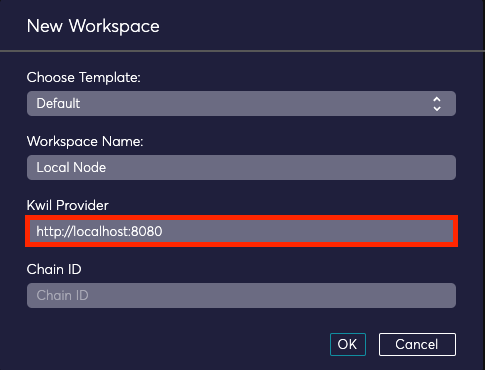 New Workspace
Choose Template:
Default
Workspace Name:
Local Node
Kwil Provider
http://localhost:8080
Chain ID
Chain ID
OK Cancel